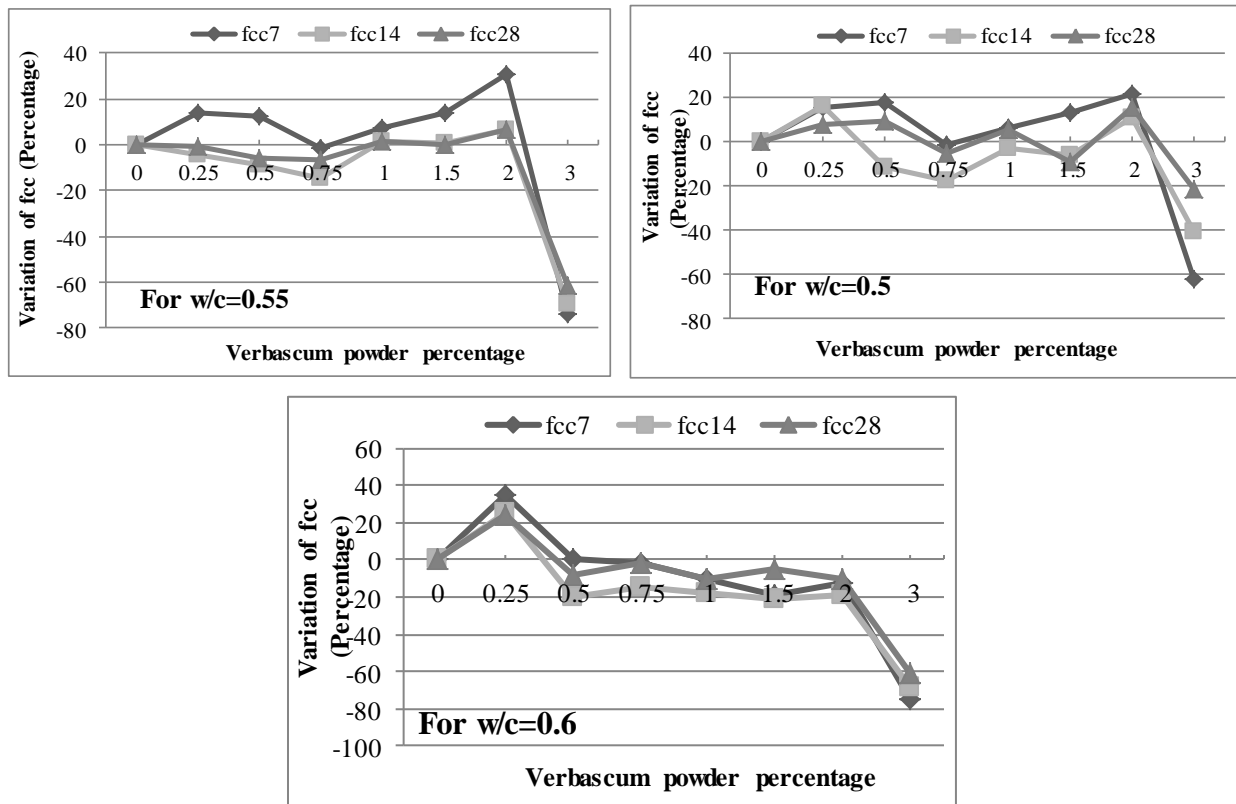 fcc7 fcc14 fcc28
Variation of fcc (Percentage)
40
20
0
-20
-40
-60
-80
0 0.25 0.5 0.75 1 1.5 2 3
For w/c=0.55
Verbascum powder percentage
fcc7 fcc14 fcc28
Variation of fcc
(Percentage)
40
20
0
-20
-40
-60
-80
0 0.25 0.5 0.75 1 1.5 2 3
For w/c=0.5
Verbascum powder percentage
fcc7 fcc14 fcc28
Variation of fcc
(Percentage)
60
40
20
0
-20
-40
-60
-80
-100
0 0.25 0.5 0.75 1 1.5 2 3
For w/c=0.6
Verbascum powder percentage